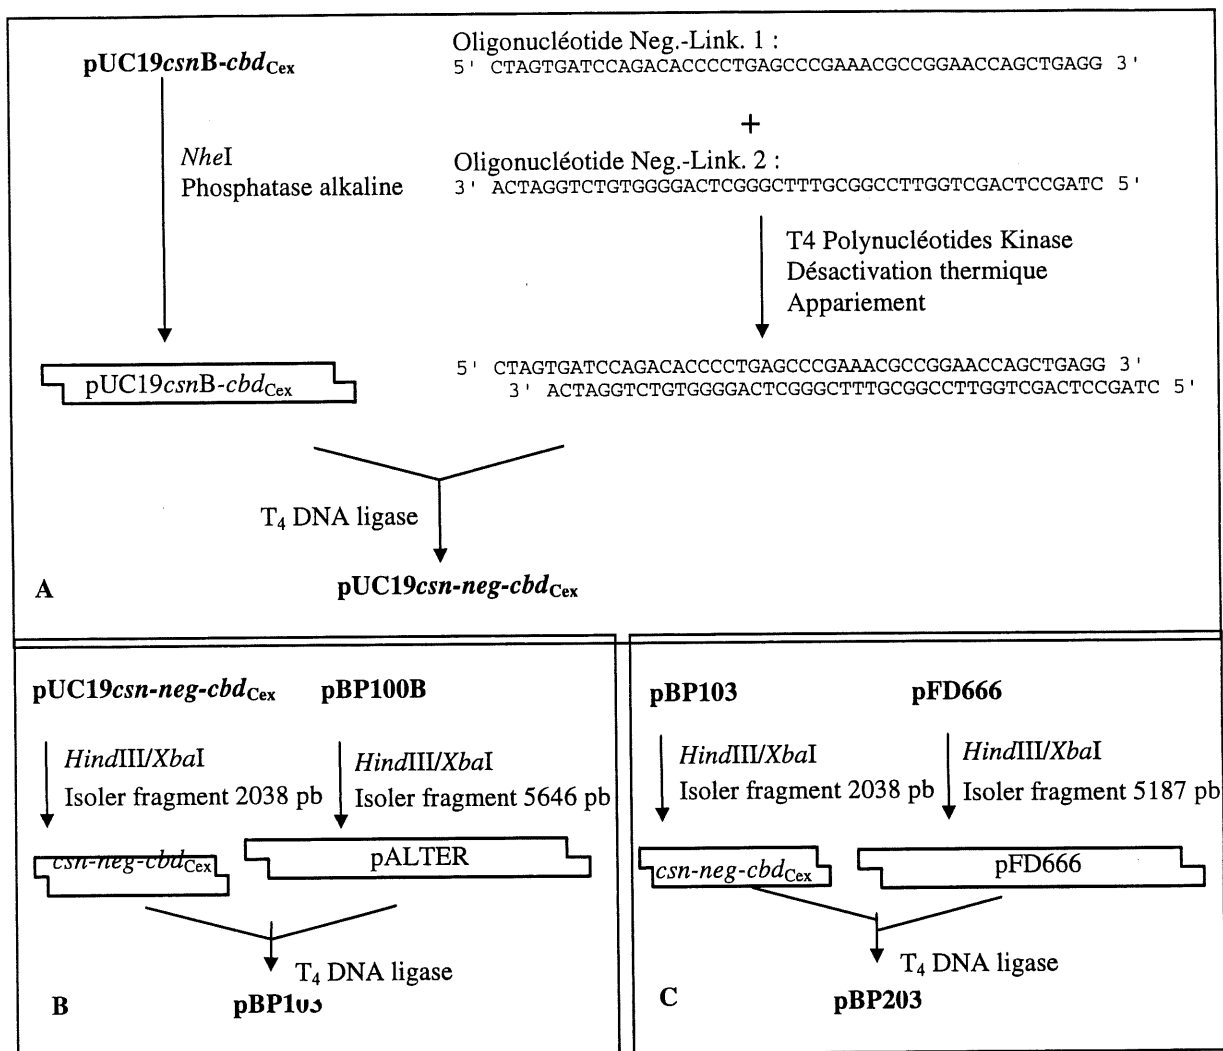 pUC19csnB-cbdCex
Oligonucléotide Neg.-Link. 1 :
5' CTAGTGATCCAGACACCCCTGAGCCCGAAACGCCGGAACCAGCTGAGG 3'
+
NheI
Phosphatase alkaline
Oligonucléotide Neg.-Link. 2 :
3' ACTAGGTCTGTGGGGACTCGGGCTTTGCGGCCTTGGTCGACTCCGATC 5'
T4 Polynucléotides Kinase
Désactivation thermique
Appariement
pUC19csnB-cbdCex
5' CTAGTGATCCAGACACCCCTGAGCCCGAAACGCCGGAACCAGCTGAGG 3'
3' ACTAGGTCTGTGGGGACTCGGGCTTTGCGGCCTTGGTCGACTCCGATC 5'
T4 DNA ligase
A
pUC19csn-neg-cbdCex
pUC19csn-neg-cbdCex
pBP100B
HindIII/XbaI
Isoler fragment 2038 pb
HindIII/XbaI
Isoler fragment 5646 pb
csn-neg-cbdCex
pALTER
T4 DNA ligase
B
pBP103
pBP103
pFD666
HindIII/XbaI
Isoler fragment 2038 pb
HindIII/XbaI
Isoler fragment 5187 pb
csn-neg-cbdCex
pFD666
T4 DNA ligase
C
pBP203